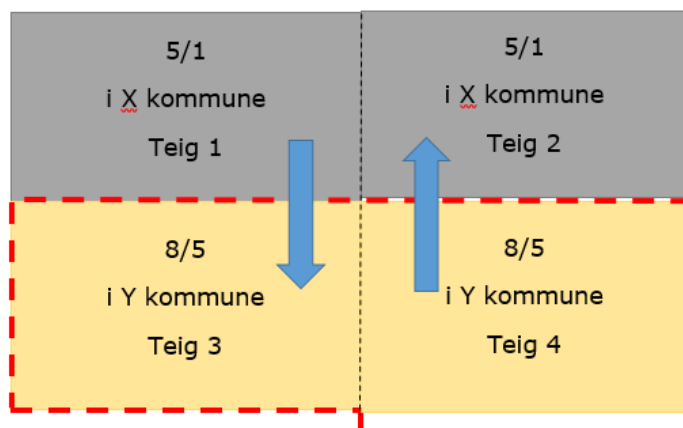 5/1
i X kommune
Teig 1
5/1
i X kommune
Teig 2
8/5
i Y kommune
Teig 3
8/5
i Y kommune
Teig 4